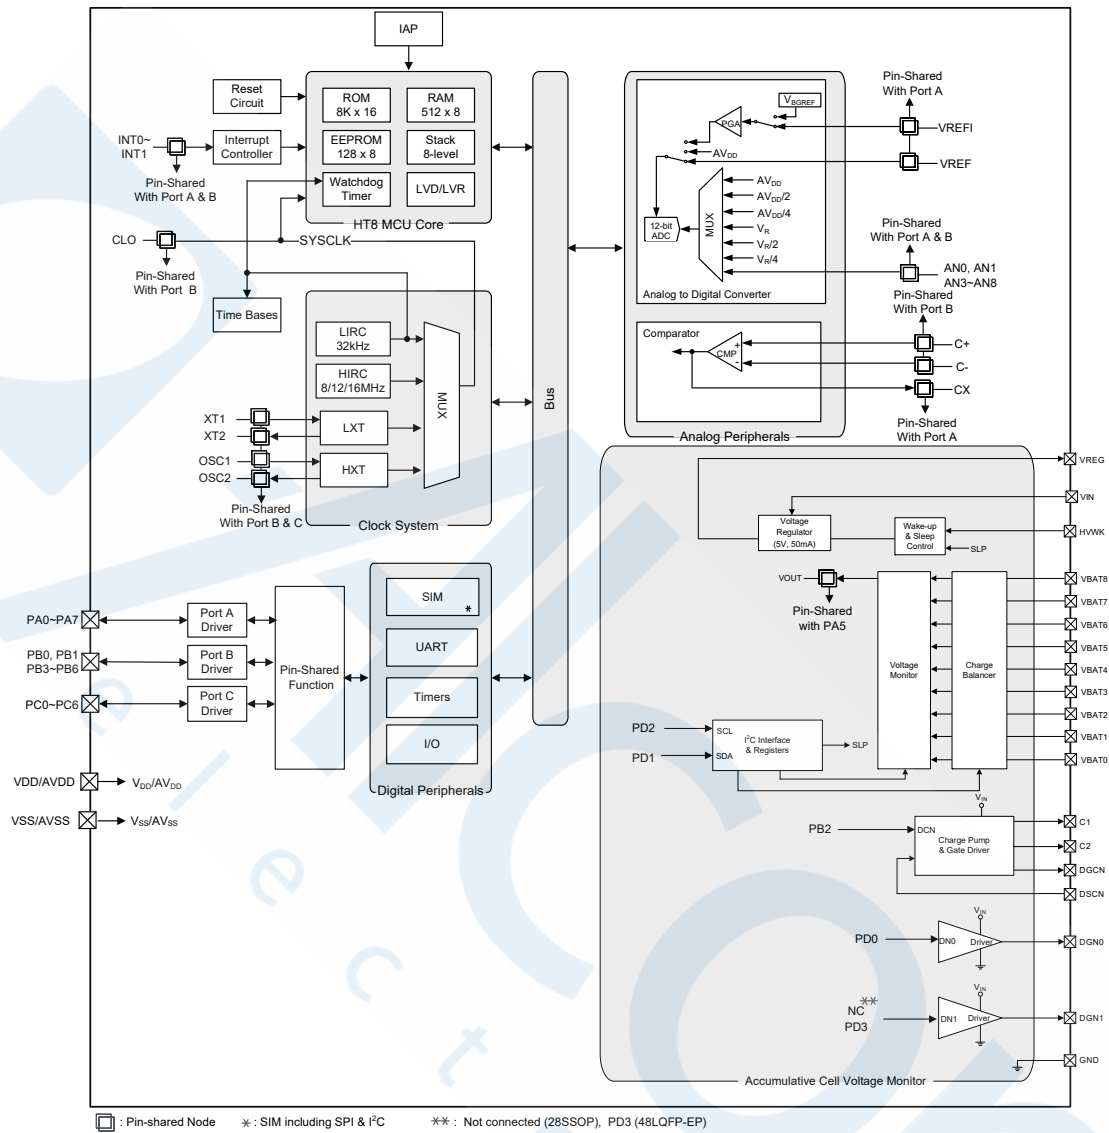 IAP
Reset
Circuit
ROM
8K x 16
RAM
512 x 8
INT0~
INT1
Interrupt
Controller
EEPROM
128 x 8
Stack
8-level
Pin-Shared
With Port A & B
Watchdog
Timer
LVD/LVR
HT8 MCU Core
CLO
SYSCLK
Pin-Shared
With Port B
Time Bases
LIRC
32kHz
HIRC
8/12/16MHz
MUX
XT1
XT2
LXT
OSC1
OSC2
HXT
Pin-Shared
With Port B & C
Clock System
Bus
Pin-Shared
With Port A
VBGREF
PGA
VREFI
AVDD
VREF
AVDD
AVDD/2
AVDD/4
VR
VR/2
VR/4
MUX
12-bit
ADC
Pin-Shared
With Port A & B
AN0, AN1
AN3~AN8
Analog to Digital Converter
Pin-Shared
With Port B
Comparator
+
-
CMP
C+
C-
CX
Pin-Shared
With Port A
Analog Peripherals
VREG
VIN
Voltage
Regulator
(5V, 50mA)
Wake-up
& Sleep
Control
HVWK
SLP
VOUT
Pin-Shared
with PA5
VBAT8
VBAT7
VBAT6
VBAT5
VBAT4
VBAT3
VBAT2
VBAT1
VBAT0
Voltage
Monitor
Charge
Balancer
PD2
SCL
I2C Interface
& Registers
PD1
SDA
SLP
VIN
PB2
DCN
Charge Pump
& Gate Driver
C1
C2
DGCN
DSCN
VIN
PD0
DN0
Driver
DGN0
VIN
NC**
PD3
DN1
Driver
DGN1
GND
Accumulative Cell Voltage Monitor
PA0~PA7
Port A
Driver
PB0, PB1
PB3~PB6
Port B
Driver
PC0~PC6
Port C
Driver
Pin-Shared
Function
SIM
*
UART
Timers
I/O
Digital Peripherals
VDD/AVDD
VDD/AVDD
VSS/AVSS
VSS/AVSS
: Pin-shared Node
* : SIM including SPI & I2C
** : Not connected (28SSOP), PD3 (48LQFP-EP)
e
l
e
c
t